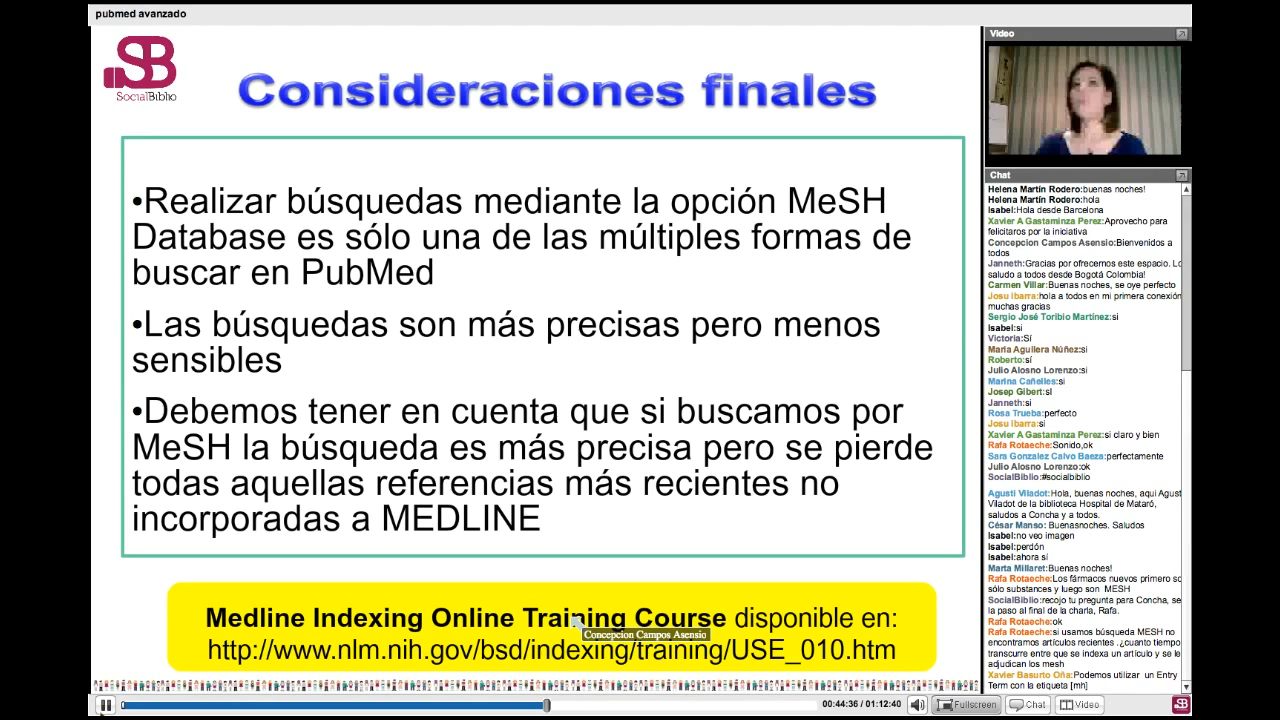 pubmed avanzado
SB
SocialBiblio
Consideraciones finales
•Realizar búsquedas mediante la opción MeSH
Database es sólo una de las múltiples formas de
buscar en PubMed
•Las búsquedas son más precisas pero menos
sensibles
•Debemos tener en cuenta que si buscamos por
MeSH la búsqueda es más precisa pero se pierde
todas aquellas referencias más recientes no
incorporadas a MEDLINE
Medline Indexing Online Training Course disponible en:
Concepcion Campos Asensio
http://www.nlm.nih.gov/bsd/indexing/training/USE_010.htm
Video
Chat
Helena Martín Rodero:buenas noches!
Helena Martín Rodero:hola
Isabel:Hola desde Barcelona
Xavier A Gastaminza Perez:Aprovecho para
felicitaros por la iniciativa
Concepcion Campos Asensio:Bienvenidos a
todos
Janneth:Gracias por ofrecernos este espacio. Lo
saludo a todos desde Bogotá Colombia!
Carmen Villar:Buenas noches, se oye perfecto
Josu ibarra:hola a todos en mi primera conexión
muchas gracias
Sergio José Toribio Martínez:si
Isabel:si
Victoria:Sí
Maria Aguilera Núñez:si
Roberto:sí
Julio Alosno Lorenzo:si
Marina Cañelles:si
Josep Gibert:sI
Janneth:si
Rosa Trueba:perfecto
Josu ibarra:si
Xavier A Gastaminza Perez:si claro y bien
Rafa Rotaeche:Sonido,ok
Sara Gonzalez Calvo Baeza:perfectamente
Julio Alosno Lorenzo:ok
SocialBiblio:#socialbiblio
Agusti Viladot:Hola, buenas noches, aqui Agust
Viladot de la biblioteca Hospital de Mataró,
saludos a Concha y a todos.
César Manso: Buenasnoches. Saludos
Isabel:no veo imagen
Isabel:perdón
Isabel:ahora sí
Marta Millaret:Buenas noches!
Rafa Rotaeche:Los fármacos nuevos primero so
sólo substances y luego son  MESH
SocialBiblio:recojo tu pregunta para Concha, se
la paso al final de la charla, Rafa.
Rafa Rotaeche:ok
Rafa Rotaeche:si usamos búsqueda MESH no
encontramos artículos recientes .¿cuanto tiempo
transcurre entre que se indexa un artículo y se le
adjudican los mesh
Xavier Basurto Oña:Podemos utilizar  un Entry
Term con la etiqueta [mh]
00:44:36 / 01:12:40
Fullscreen
Chat
Video
SB